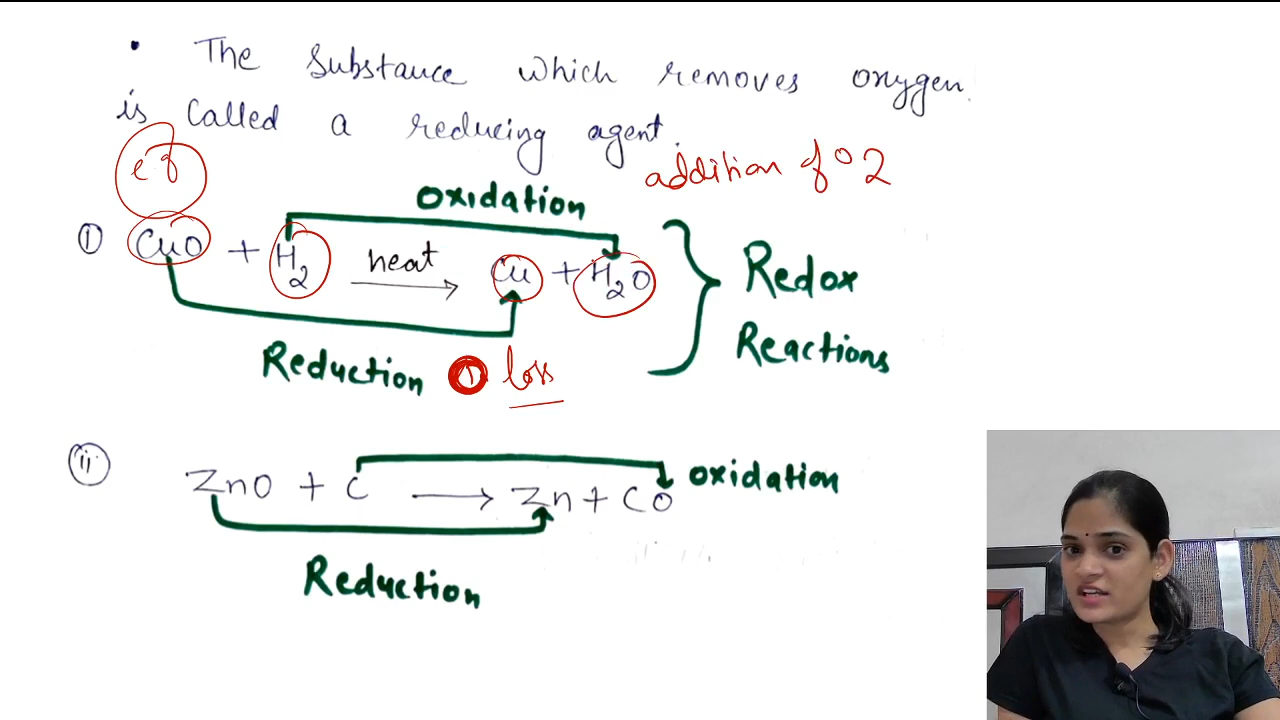 • The substance which removes oxygen.
is called a reducing agent.
eg
addition of O2
Oxidation
(i) CuO + H2 heat → Cu + H2O
Redox
Reactions
Reduction loss
(ii) ZnO + C → Zn + CO
oxidation
Reduction